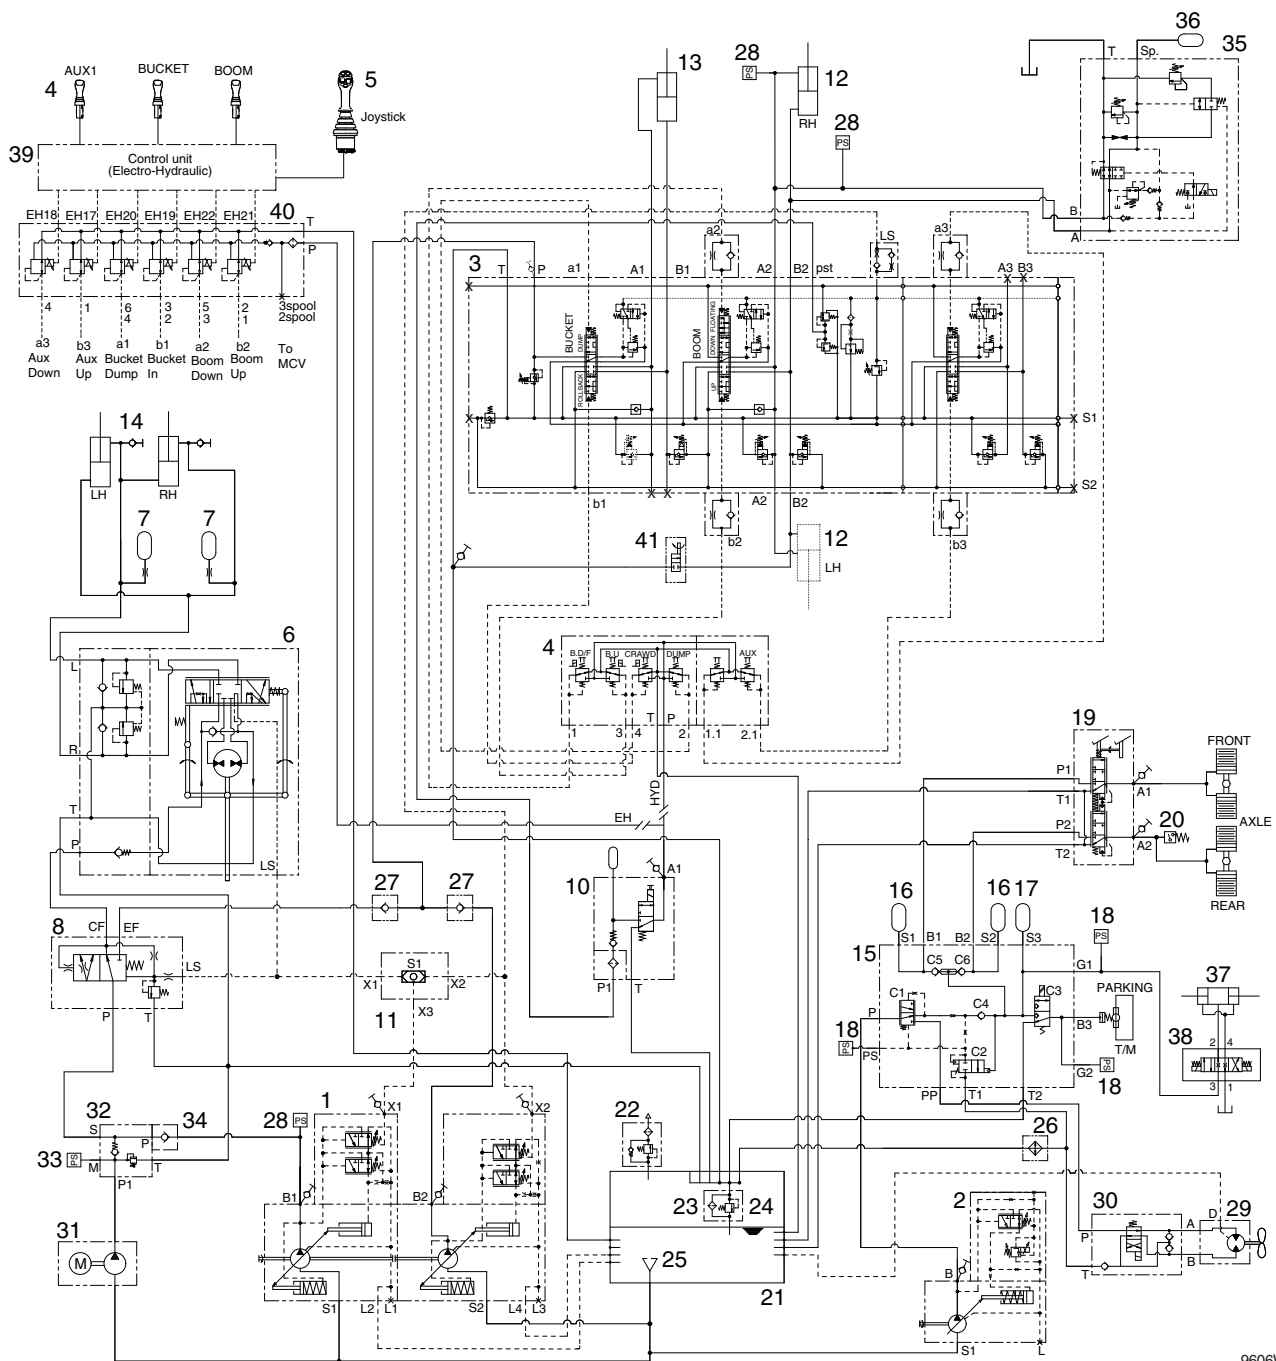 4
AUX1
BUCKET
BOOM
5
Joystick
39
Control unit
(Electro-Hydraulic)
EH18
EH17
EH20
EH19
EH22
EH21
40
T
P
4
1
6
4
3
2
5
3
2
1
3spool
2spool
a3
Aux
Down
b3
Aux
Up
a1
Bucket
Dump
b1
Bucket
In
a2
Boom
Down
b2
Boom
Up
To
MCV
13
28
PS
12
RH
28
PS
36
35
T
Sp.
B
A
3
T
P
a1
A1
B1
a2
A2
B2
pst
LS
a3
A3
B3
BUCKET
DUMP
ROLLBACK
BOOM
FLOATING
DOWN
UP
S1
S2
b1
b2
A2
B2
b3
41
12
LH
14
LH
RH
7
7
6
L
R
T
P
LS
4
B.D/F
B.U
CRAWD
DUMP
AUX
1
3
4
T
P
2
1.1
2.1
HYD
EH
19
P1
T1
P2
T2
A1
A2
20
FRONT
AXLE
REAR
27
27
10
A1
P1
T
8
CF
EF
LS
P
T
11
S1
X1
X2
X3
16
16
17
18
PS
15
S1
B1
B2
S2
S3
G1
C5
C6
C1
C4
C3
C2
P
PS
18
PS
PP
T1
T2
B3
G2
PARKING
T/M
PS
18
37
38
2
4
3
1
32
34
33
PS
S
P
M
T
P1
31
M
28
PS
1
X1
X2
B1
B2
S1
L2
L1
S2
L4
L3
22
23
24
25
21
26
2
B
S1
L
30
29
P
T
A
B
D